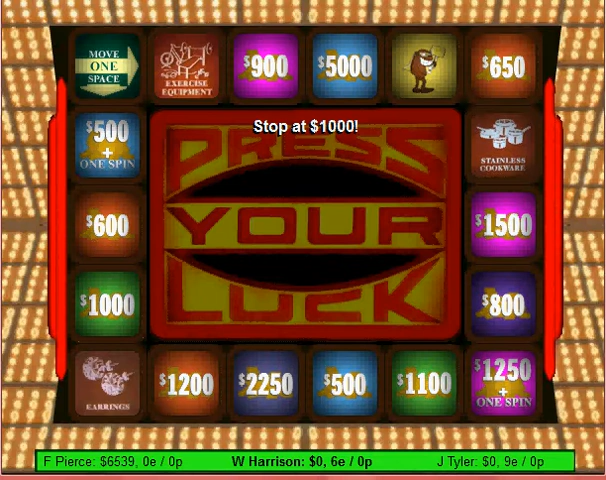 MOVE
ONE
SPACE
EXERCISE
EQUIPMENT
$900
$5000
$650
Stop at $1000!
$500
+
ONE SPIN
STAINLESS
COOKWARE
PRESS
YOUR
LUCK
$600
$1500
$1000
$800
EARRINGS
$1200
$2250
$500
$1100
$1250
+
ONE SPIN
F Pierce: $6539, 0e / 0p
W Harrison: $0, 6e / 0p
J Tyler: $0, 9e / 0p